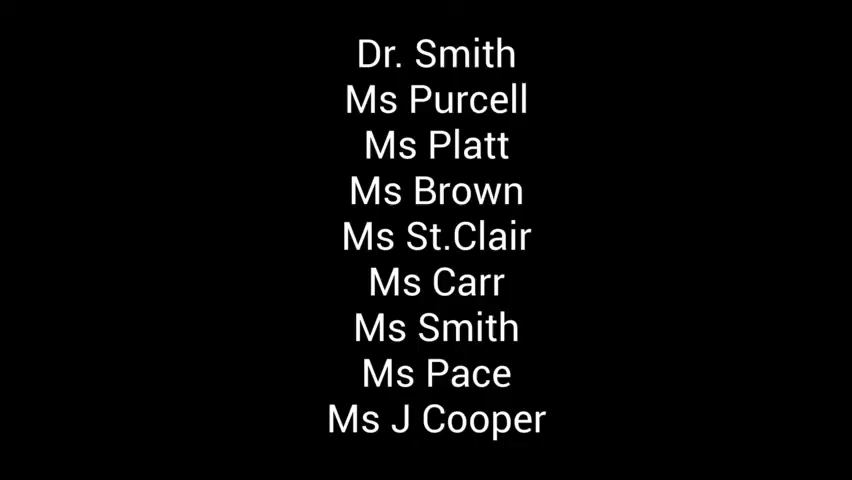 Dr. Smith
Ms Purcell
Ms Platt
Ms Brown
Ms St.Clair
Ms Carr
Ms Smith
Ms Pace
Ms J Cooper